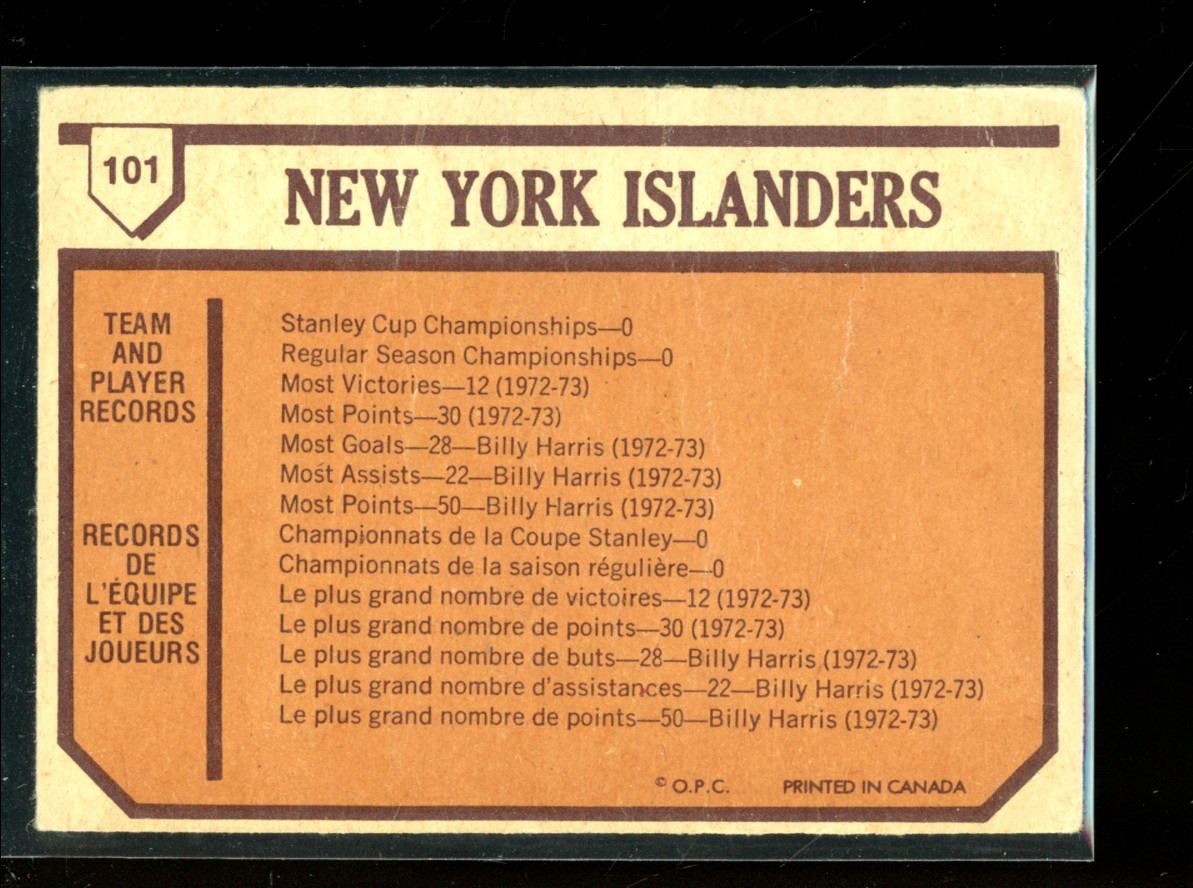 101
NEW YORK ISLANDERS
TEAM
AND
PLAYER
RECORDS
Stanley Cup Championships—0
Regular Season Championships—0
Most Victories—12 (1972-73)
Most Points—30 (1972-73)
Most Goals—28—Billy Harris (1972-73)
Most Assists—22—Billy Harris (1972-73)
Most Points—50—Billy Harris (1972-73)
RECORDS
DE
L'ÉQUIPE
ET DES
JOUEURS
Championnats de la Coupe Stanley—0
Championnats de la saison régulière—0
Le plus grand nombre de victoires—12 (1972-73)
Le plus grand nombre de points—30 (1972-73)
Le plus grand nombre de buts—28—Billy Harris (1972-73)
Le plus grand nombre d'assistances—22—Billy Harris (1972-73)
Le plus grand nombre de points—50—Billy Harris (1972-73)
© O.P.C. PRINTED IN CANADA